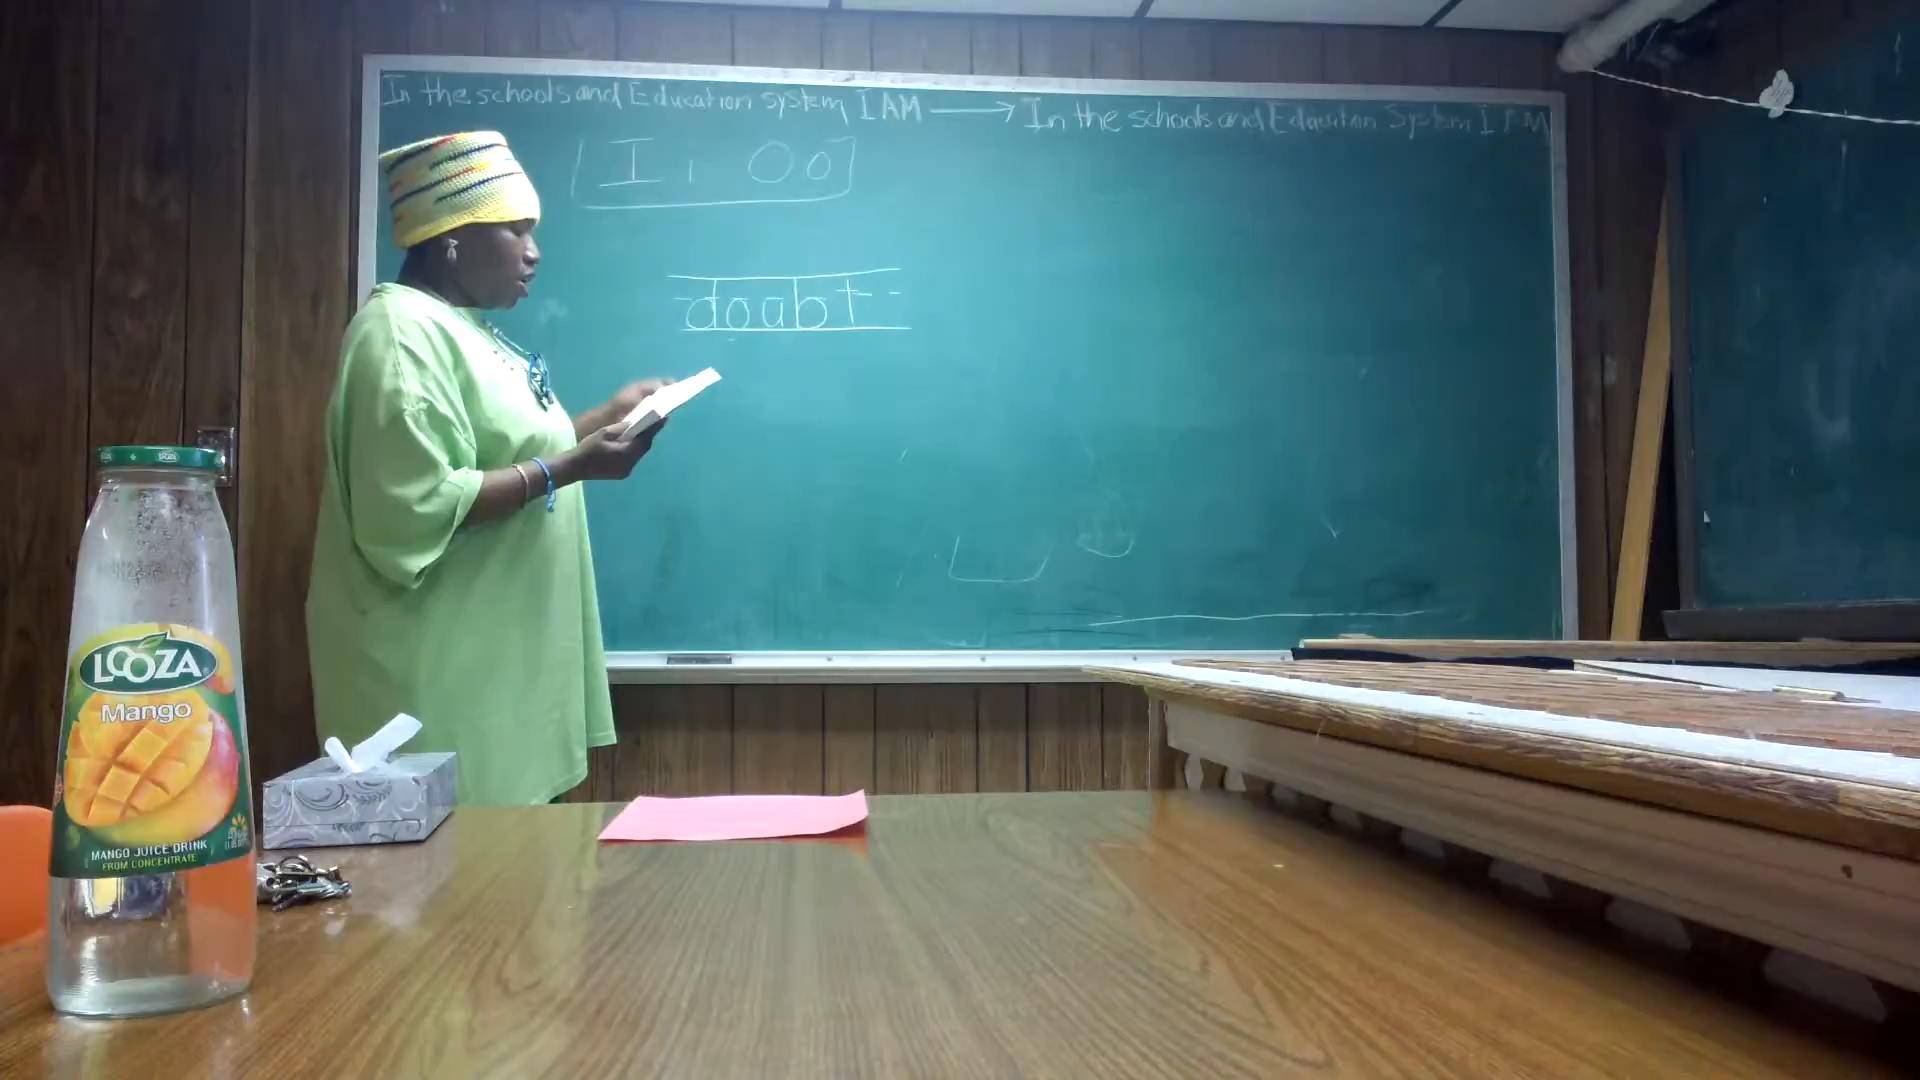 In the schools and Education system I AM → In the schools and Education System I AM
I i O o
doubt
LOOZA
Mango
MANGO JUICE DRINK
FROM CONCENTRATE